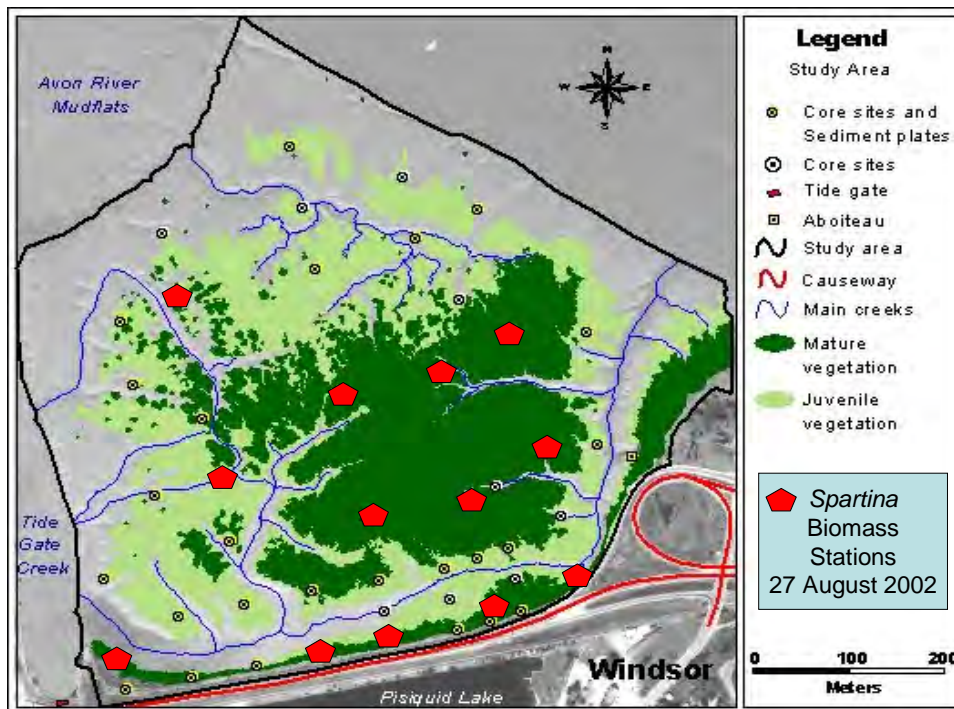 Avon River
Mudflats
N
W
E
S
Tide
Gate
Creek
Windsor
Pisiquid Lake
Legend
Study Area
Core sites and
Sediment plates
Core sites
Tide gate
Aboiteau
Study area
Causeway
Main creeks
Mature
vegetation
Juvenile
vegetation
Spartina
Biomass
Stations
27 August 2002
0 100 200
Meters